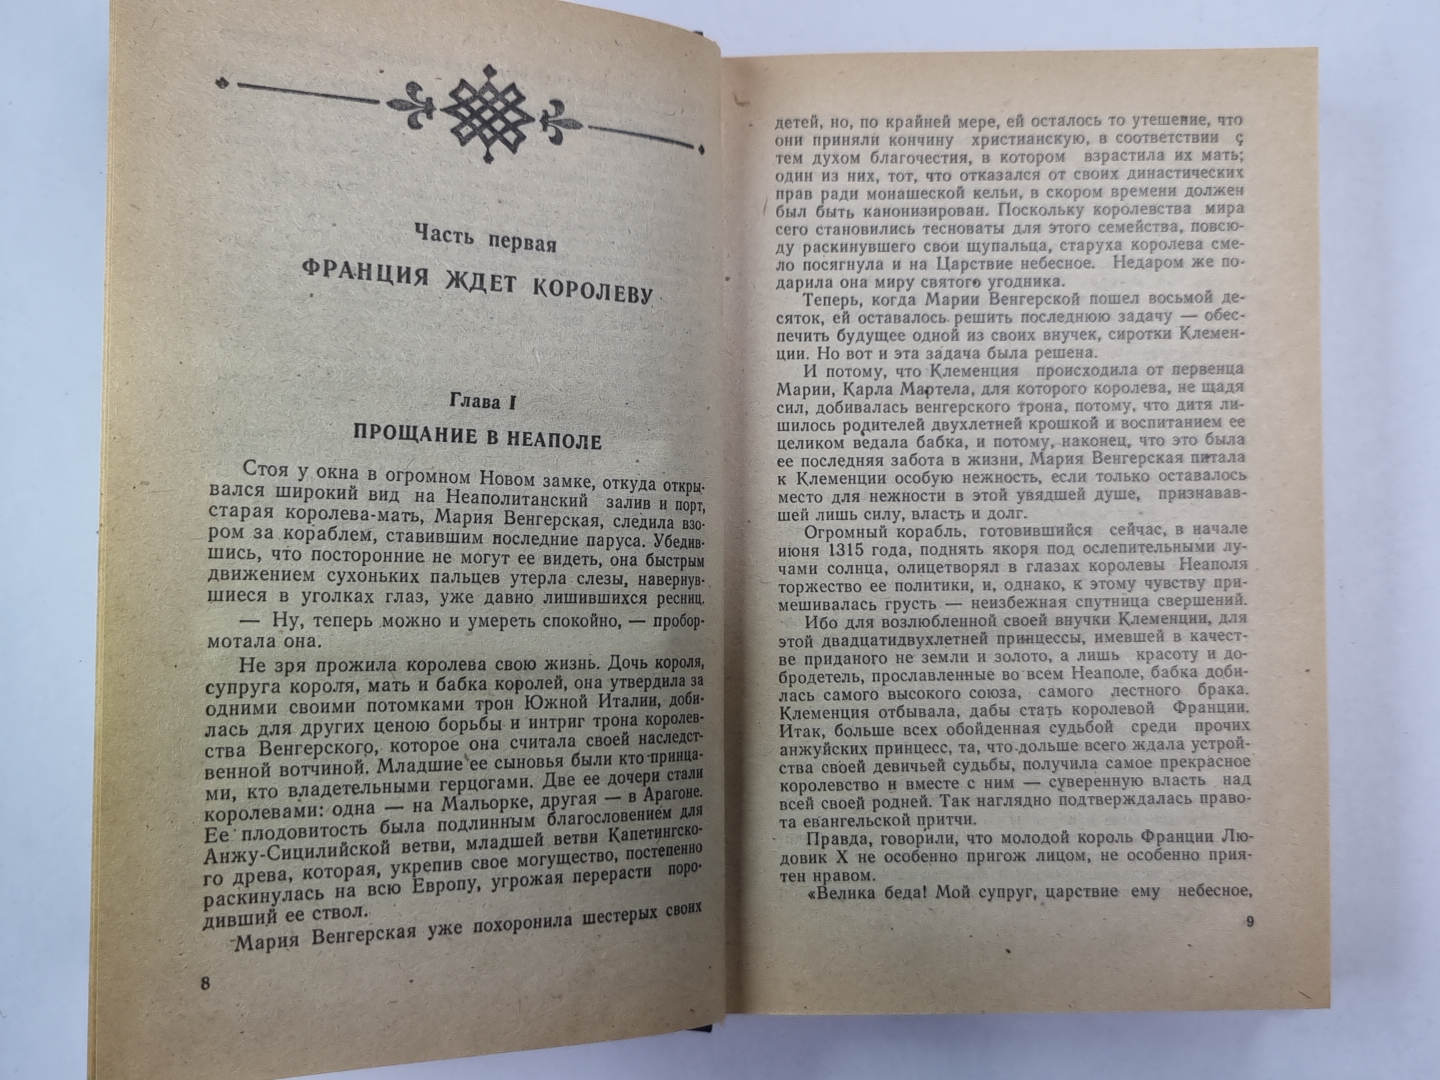 Часть первая
ФРАНЦИЯ ЖДЕТ КОРОЛЕВУ
Глава I
ПРОЩАНИЕ В НЕАПОЛЕ
Стоя у окна в огромном Новом замке, откуда откры-
вался широкий вид на Неаполитанский залив и порт,
старая королева-мать, Мария Венгерская, следила взо-
ром за кораблем, ставившим последние паруса. Убедив-
шись, что посторонние не могут ее видеть, она быстрым
движением сухоньких пальцев утерла слезы, навернув-
шиеся в уголках глаз, уже давно лишившихся ресниц.
— Ну, теперь можно и умереть спокойно, — пробор-
мотала она.
Не зря прожила королева свою жизнь. Дочь короля,
супруга короля, мать и бабка королей, она утвердила за
одними своими потомками трон Южной Италии, доби-
лась для других ценою борьбы и интриг трона королев-
ства Венгерского, которое она считала своей наследст-
венной вотчиной. Младшие ее сыновья были кто принца-
ми, кто владетельными герцогами. Две ее дочери стали
королевами: одна — на Мальорке, другая — в Арагоне.
Ее плодовитость была подлинным благословением для
Анжу-Сицилийской ветви, младшей ветви Капетингско-
го древа, которая, укрепив свое могущество, постепенно
раскинулась на всю Европу, угрожая перерасти поро-
дивший ее ствол.
Мария Венгерская уже похоронила шестерых своих
8
детей, но, по крайней мере, ей осталось то утешение, что
они приняли кончину христианскую, в соответствии с
тем духом благочестия, в котором взрастила их мать;
один из них, тот, что отказался от своих династических
прав ради монашеской кельи, в скором времени должен
был быть канонизирован. Поскольку королевства мира
сего становились тесноваты для этого семейства, повсю-
ду раскинувшего свои щупальца, старуха королева сме-
ло посягнула и на Царствие небесное. Недаром же по-
дарила она миру святого угодника.
Теперь, когда Марии Венгерской пошел восьмой де-
сяток, ей оставалось решить последнюю задачу — обес-
печить будущее одной из своих внучек, сиротки Клемен-
ции. Но вот и эта задача была решена.
И потому, что Клеменция происходила от первенца
Марии, Карла Мартела, для которого королева, не щадя
сил, добивалась венгерского трона, потому, что дитя ли-
шилось родителей двухлетней крошкой и воспитанием ее
целиком ведала бабка, и потому, наконец, что это была
ее последняя забота в жизни, Мария Венгерская питала
к Клеменции особую нежность, если только оставалось
место для нежности в этой увядшей душе, признавав-
шей лишь силу, власть и долг.
Огромный корабль, готовившийся сейчас, в начале
июня 1315 года, поднять якоря под ослепительными лу-
чами солнца, олицетворял в глазах королевы Неаполя
торжество ее политики, и, однако, к этому чувству при-
мешивалась грусть — неизбежная спутница свершений.
Ибо для возлюбленной своей внучки Клеменции, для
этой двадцатидвухлетней принцессы, имевшей в качест-
ве приданого не земли и золото, а лишь красоту и до-
бродетель, прославленные во всем Неаполе, бабка доби-
лась самого высокого союза, самого лестного брака.
Клеменция отбывала, дабы стать королевой Франции.
Итак, больше всех обойденная судьбой среди прочих
анжуйских принцесс, та, что дольше всего ждала устрой-
ства своей девичьей судьбы, получила самое прекрасное
королевство и вместе с ним — суверенную власть над
всей своей родней. Так наглядно подтверждалась право-
та евангельской притчи.
Правда, говорили, что молодой король Франции Лю-
довик X не особенно пригож лицом, не особенно прия-
тен нравом.
«Велика беда! Мой супруг, царствие ему небесное,
9